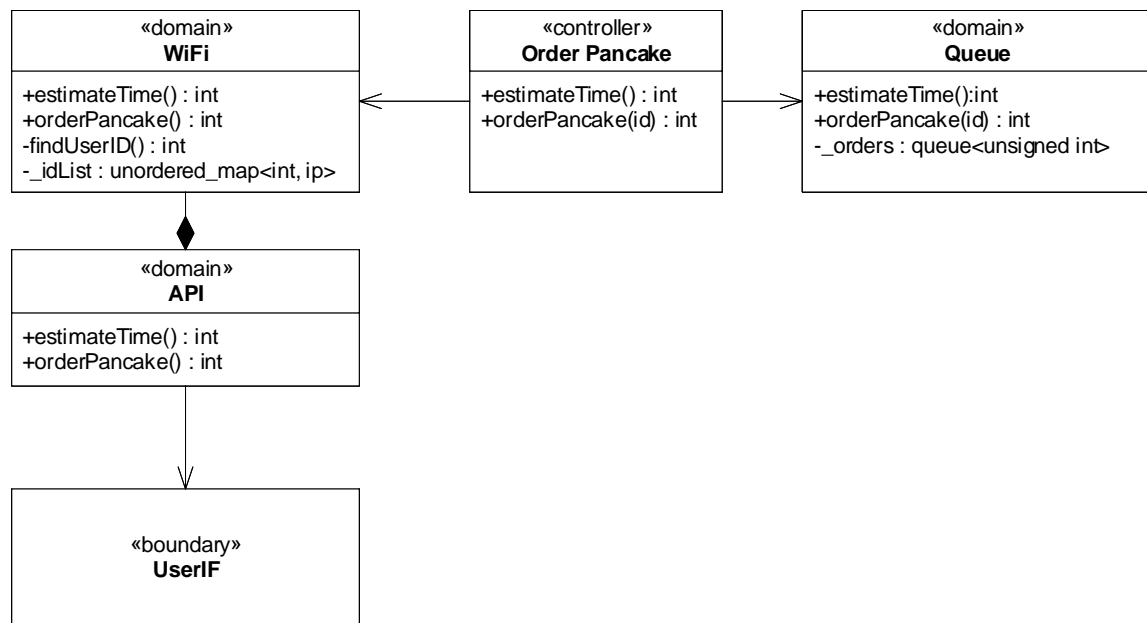 «domain»
WiFi
+estimateTime() : int
+orderPancake() : int
-findUserID() : int
-_idList : unordered_map<int, ip>
«controller»
Order Pancake
+estimateTime() : int
+orderPancake(id) : int
«domain»
Queue
+estimateTime():int
+orderPancake(id) : int
-_orders : queue<unsigned int>
«domain»
API
+estimateTime() : int
+orderPancake() : int
«boundary»
UserIF